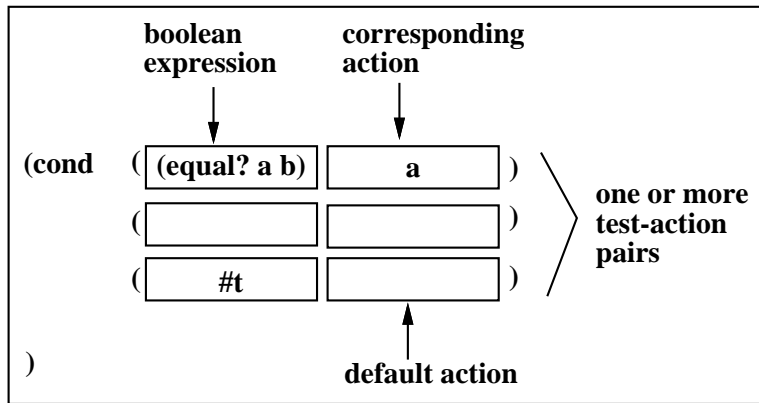 boolean expression
corresponding action
(cond ( (equal? a b) a )
( )
( #t )
one or more test-action pairs
)
default action